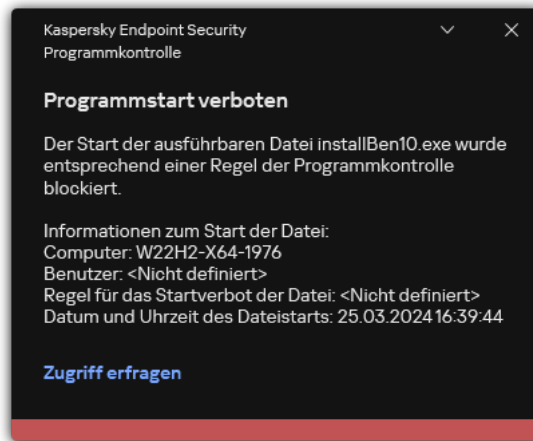 Kaspersky Endpoint Security
Programmkontrolle
Programmstart verboten
Der Start der ausführbaren Datei installBen10.exe wurde
entsprechend einer Regel der Programmkontrolle
blockiert.
Informationen zum Start der Datei:
Computer: W22H2-X64-1976
Benutzer: <Nicht definiert>
Regel für das Startverbot der Datei: <Nicht definiert>
Datum und Uhrzeit des Dateistarts: 25.03.2024 16:39:44
Zugriff erfragen